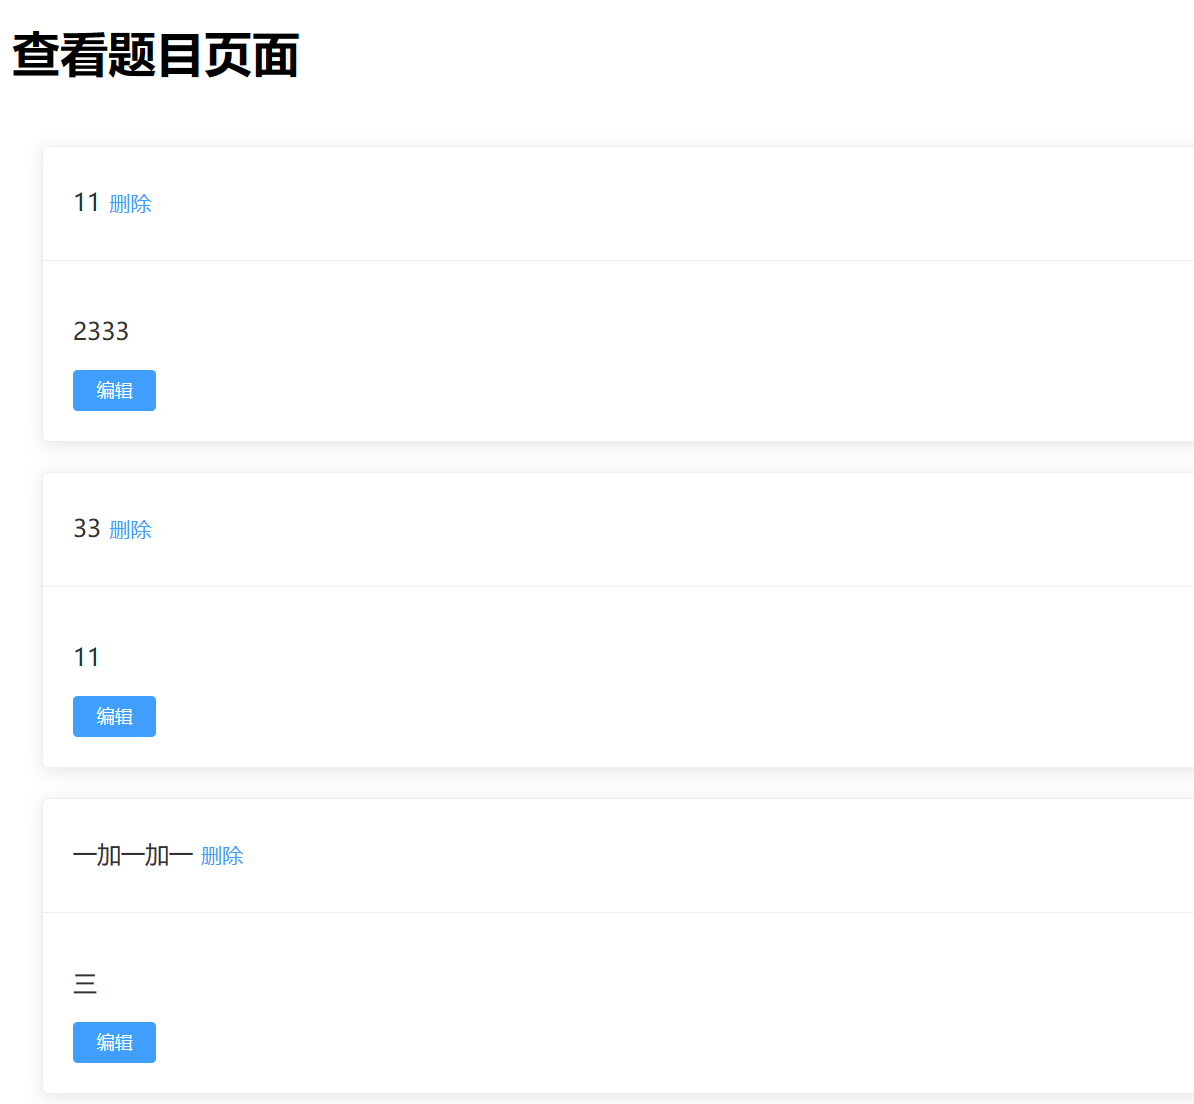 查看题目页面
11 删除
2333
编辑
33 删除
11
编辑
一加一加一 删除
三
编辑